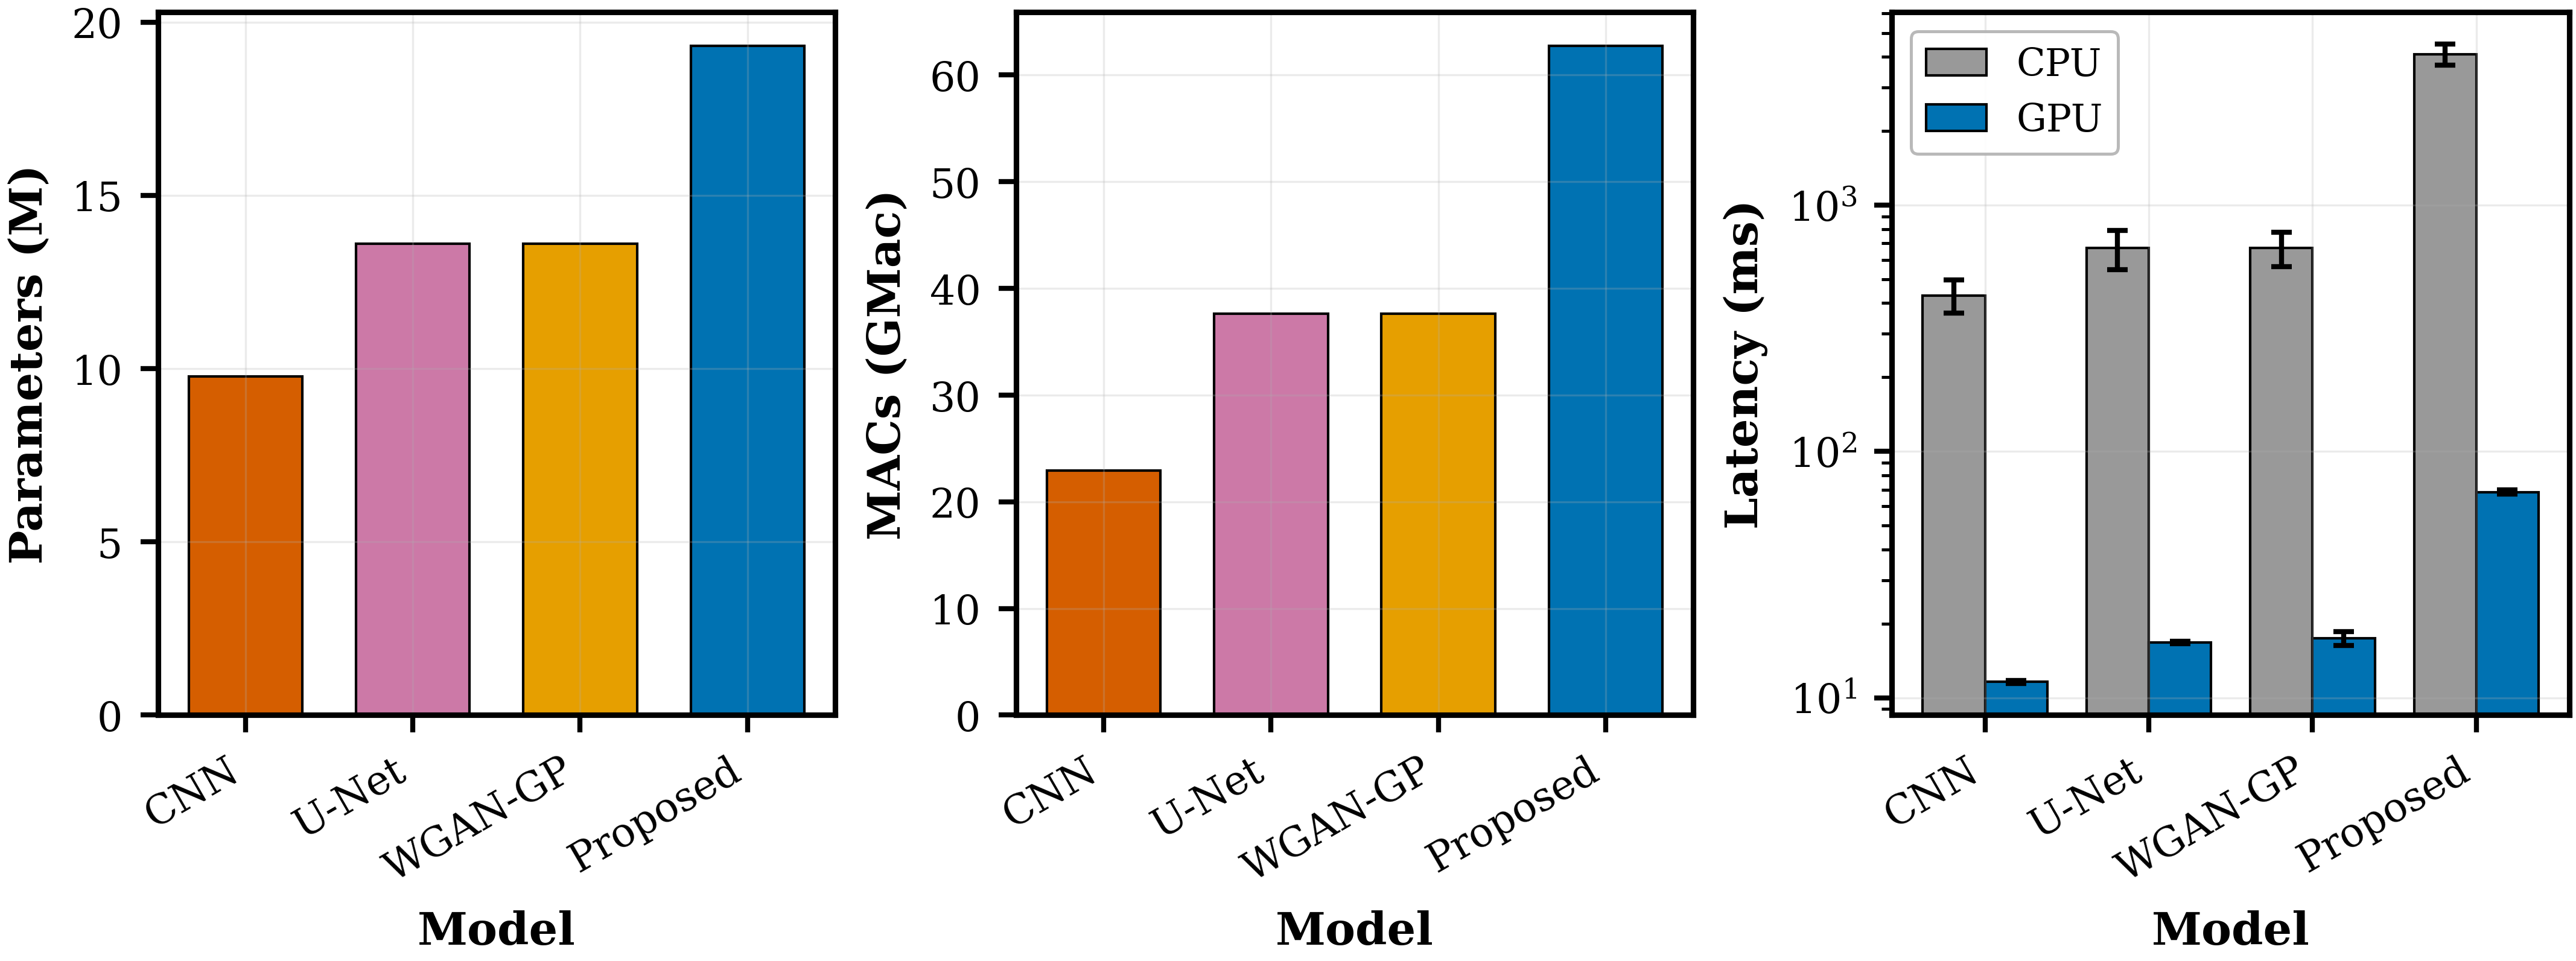 Parameters (M)
20
15
10
5
0
CNN
U-Net
WGAN-GP
Proposed
Model
MACs (GMac)
60
50
40
30
20
10
0
CNN
U-Net
WGAN-GP
Proposed
Model
Latency (ms)
10³
10²
10¹
CPU
GPU
CNN
U-Net
WGAN-GP
Proposed
Model